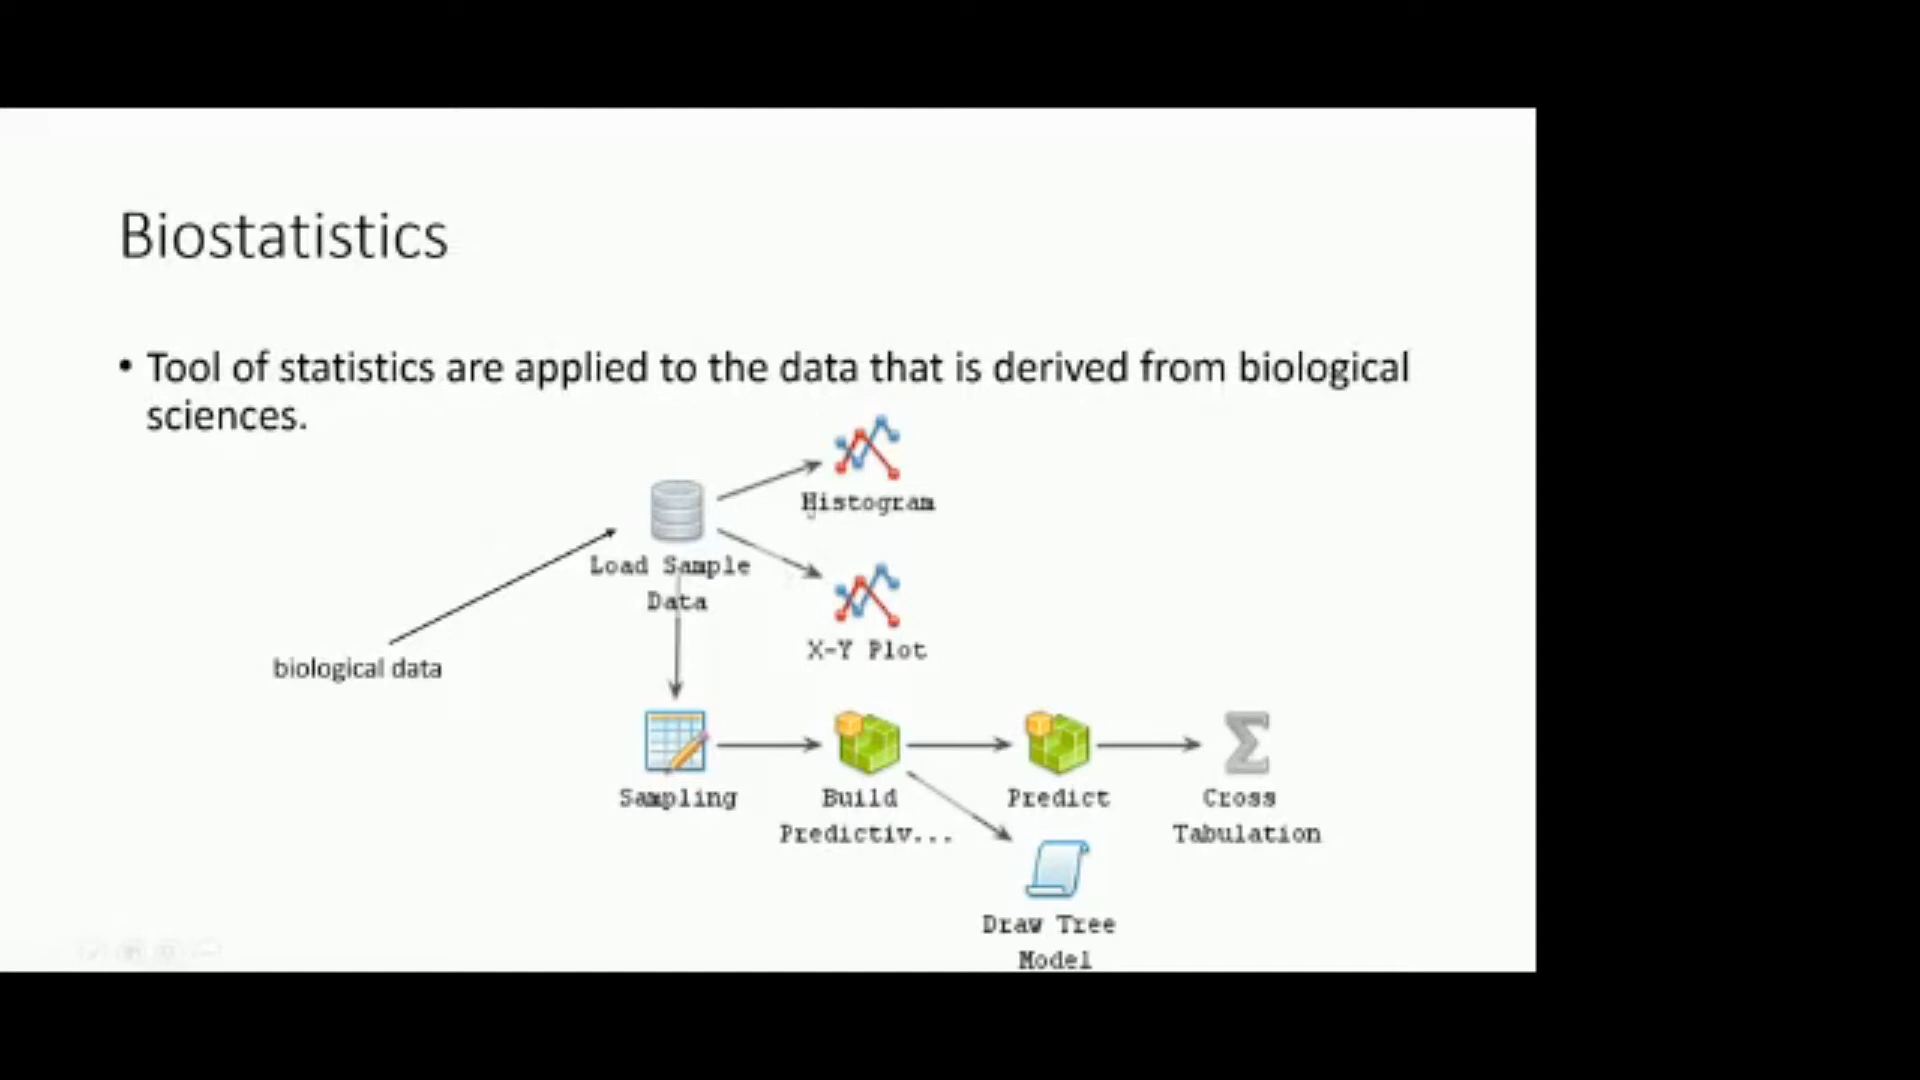 Biostatistics
• Tool of statistics are applied to the data that is derived from biological
sciences.
Histogram
Load Sample
Data
X-Y Plot
biological data
Sampling
Build
Predictiv...
Predict
Cross
Tabulation
Draw Tree
Model